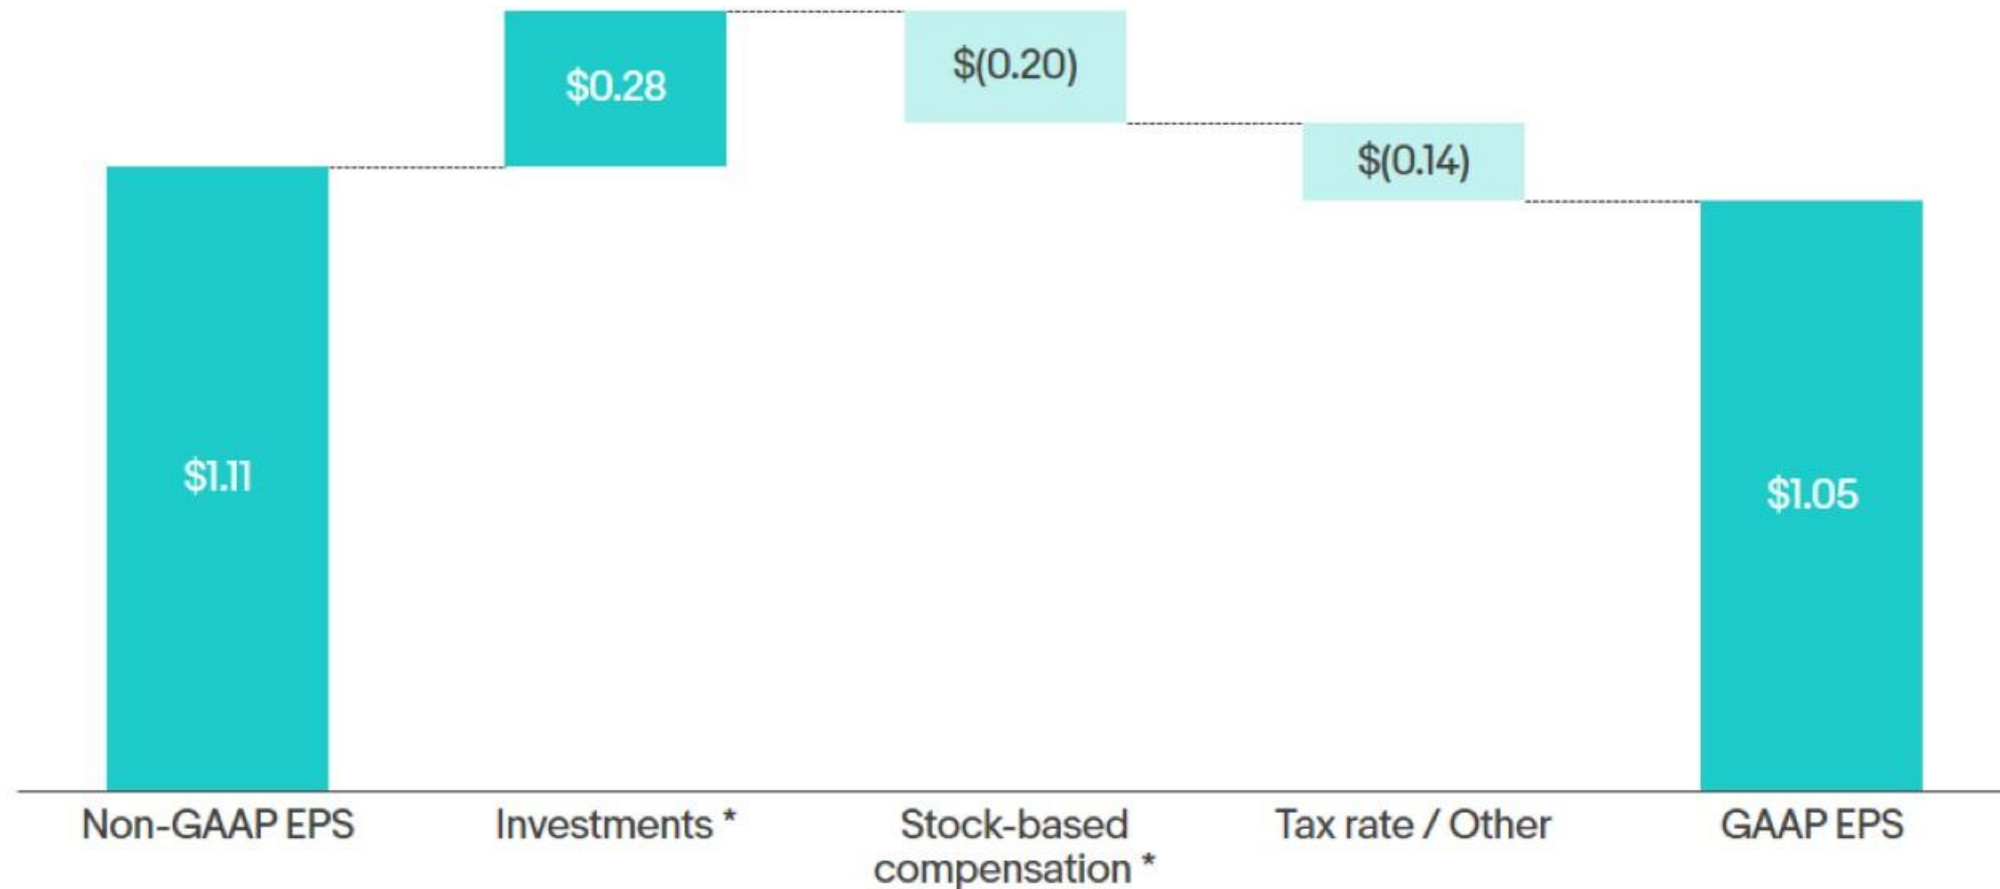 $0.28
$(0.20)
$(0.14)
$1.11
$1.05
Non-GAAP EPS
Investments *
Stock-based
compensation *
Tax rate / Other
GAAP EPS